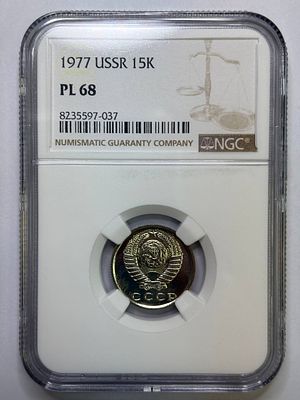 1977 USSR 15K
PL 68
8235597-037
NUMISMATIC GUARANTY COMPANY
NGC®
СССР